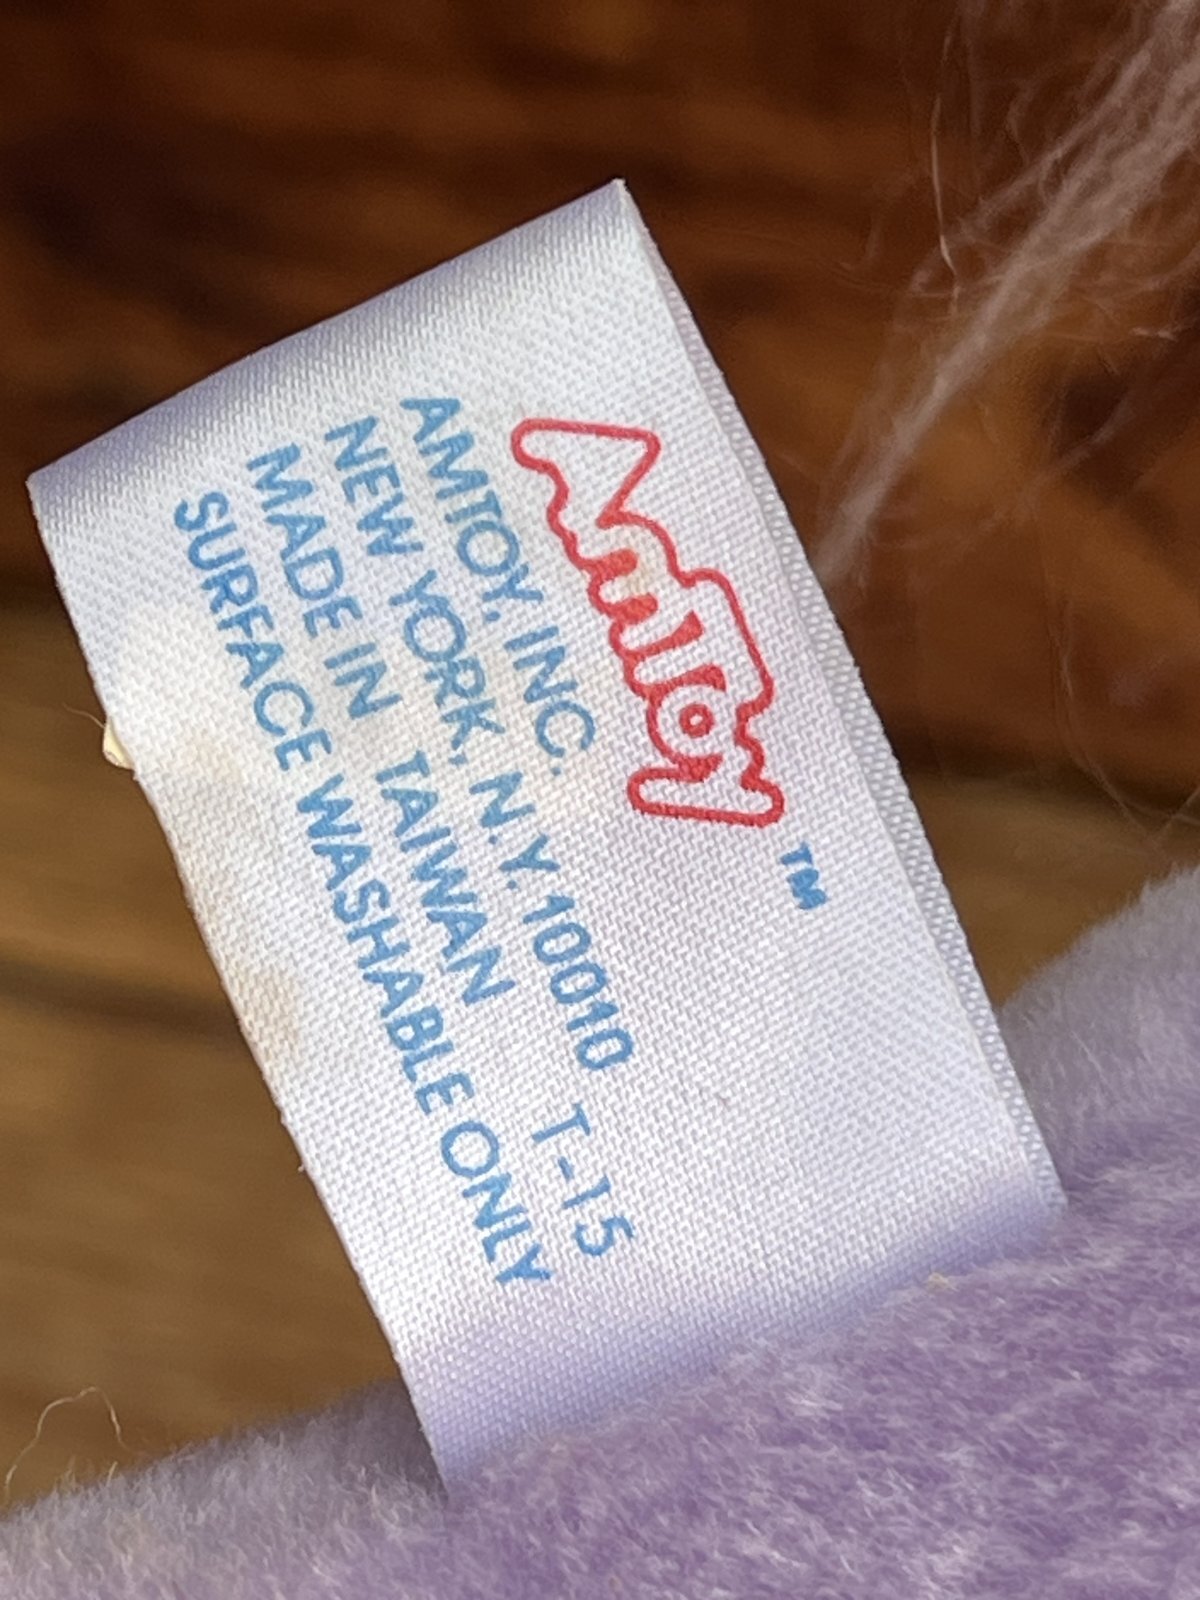 AmToy
TM
AMTOY, INC.
NEW YORK, N.Y. 10010
MADE IN TAIWAN T-15
SURFACE WASHABLE ONLY